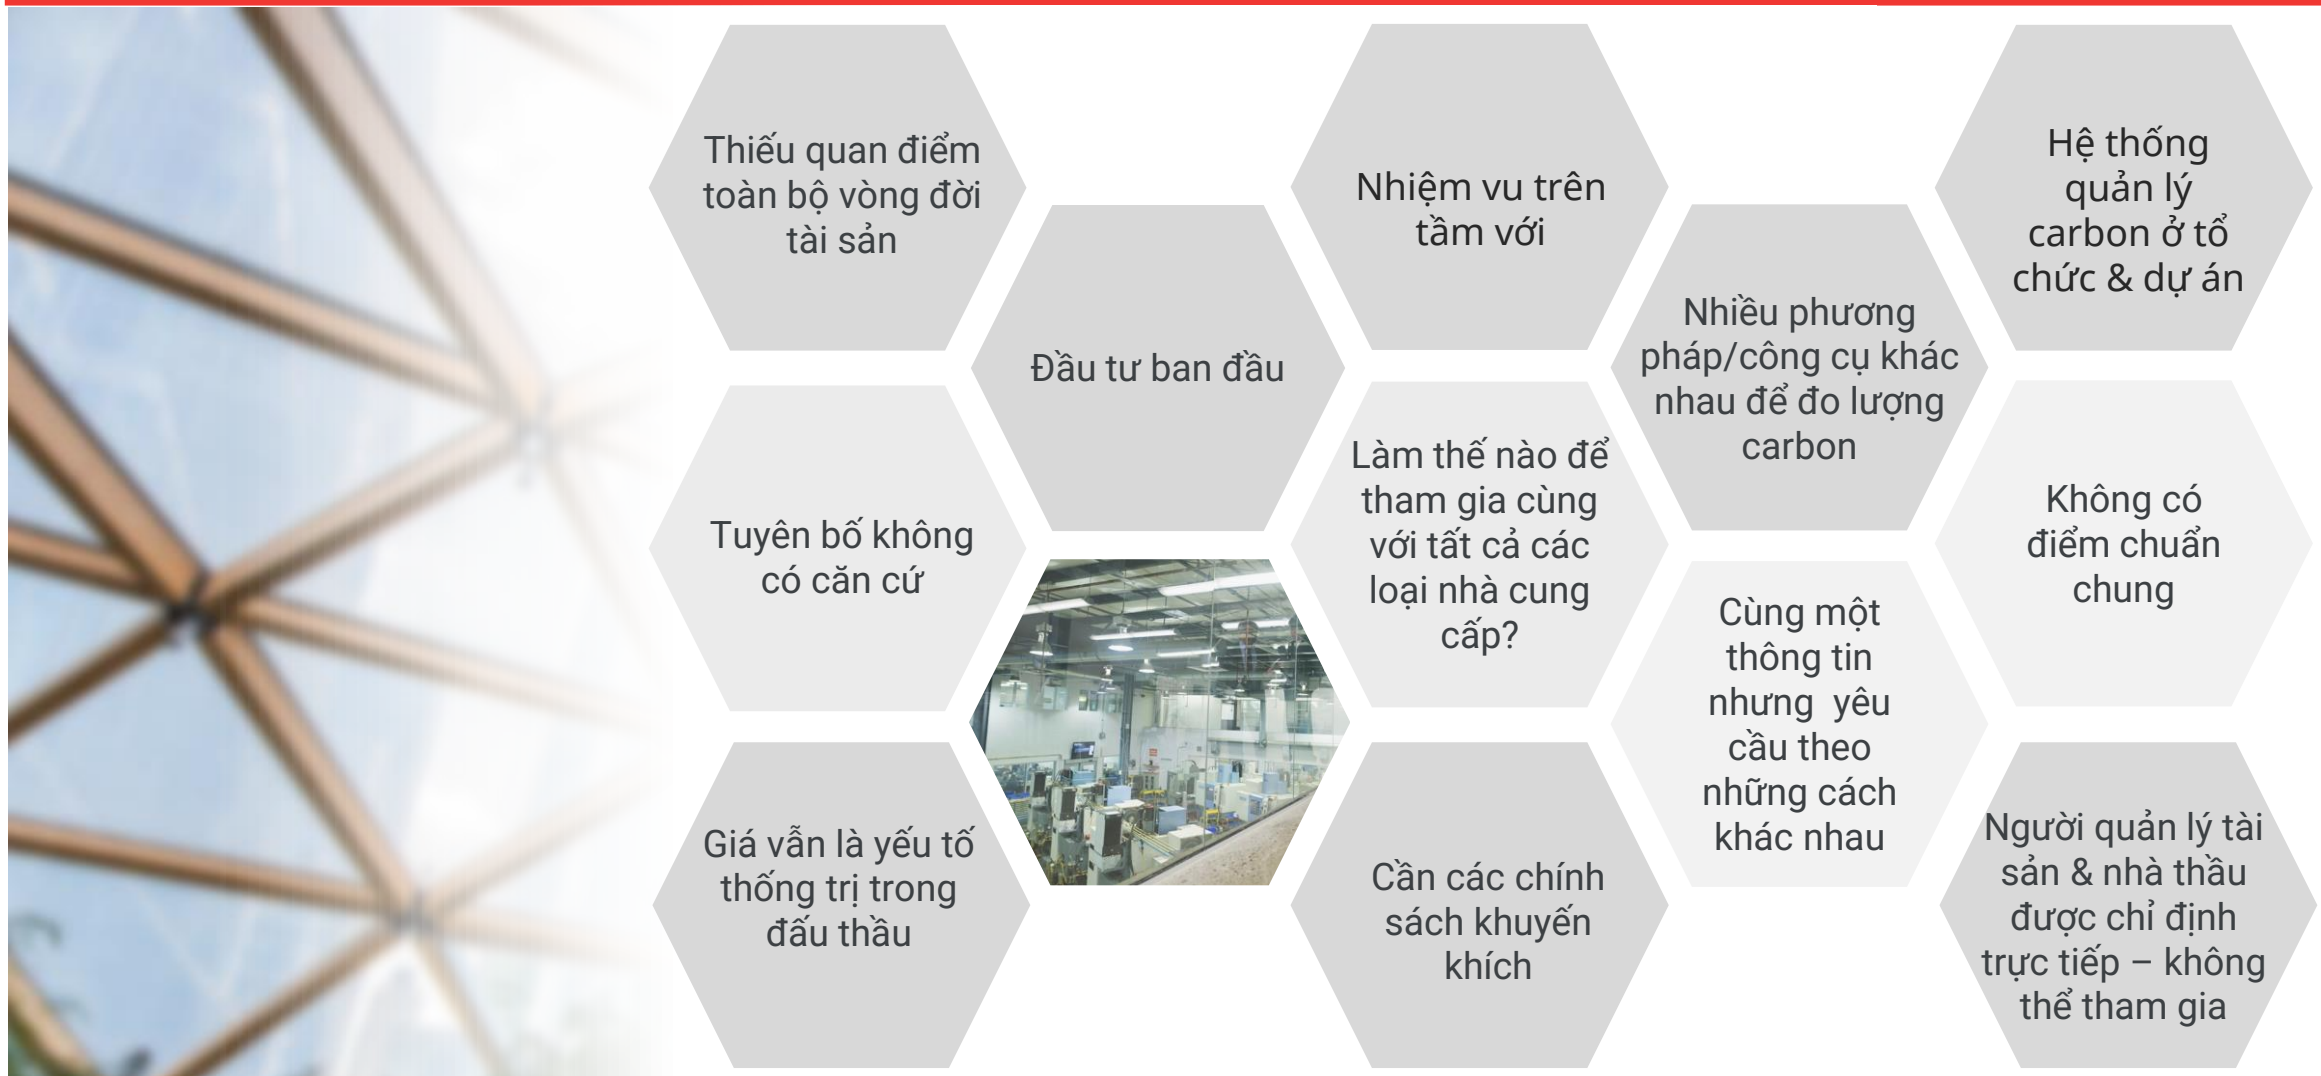 Thiếu quan điểm
toàn bộ vòng đời
tài sản
Tuyên bố không
có căn cứ
Giá vẫn là yếu tố
thống trị trong
đấu thầu
Đầu tư ban đầu
Nhiệm vu trên
tầm với
Làm thế nào để
tham gia cùng
với tất cả các
loại nhà cung
cấp?
Cần các chính
sách khuyến
khích
Nhiều phương
pháp/công cụ khác
nhau để đo lượng
carbon
Cùng một
thông tin
nhưng  yêu
cầu theo
những cách
khác nhau
Hệ thống
quản lý
carbon ở tổ
chức & dự án
Không có
điểm chuẩn
chung
Người quản lý tài
sản & nhà thầu
được chỉ định
trực tiếp – không
thể tham gia